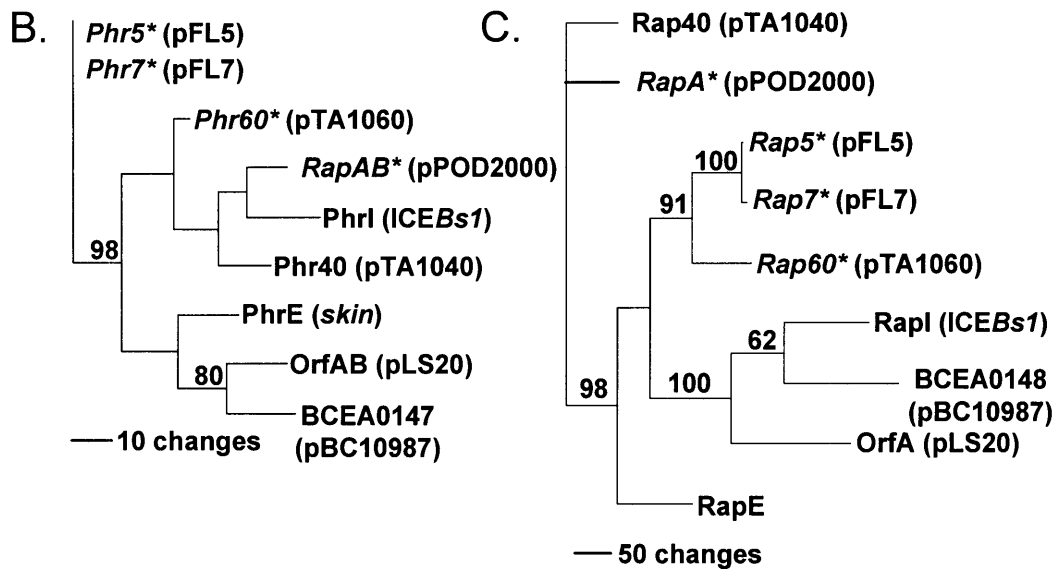 B.
Phr5* (pFL5)
Phr7* (pFL7)
Phr60* (pTA1060)
RapAB* (pPOD2000)
PhrI (ICEBs1)
98
Phr40 (pTA1040)
PhrE (skin)
OrfAB (pLS20)
80
BCEA0147
(pBC10987)
10 changes
C.
Rap40 (pTA1040)
RapA* (pPOD2000)
Rap5* (pFL5)
100
Rap7* (pFL7)
91
Rap60* (pTA1060)
RapI (ICEBs1)
62
BCEA0148
(pBC10987)
100
98
OrfA (pLS20)
RapE
50 changes